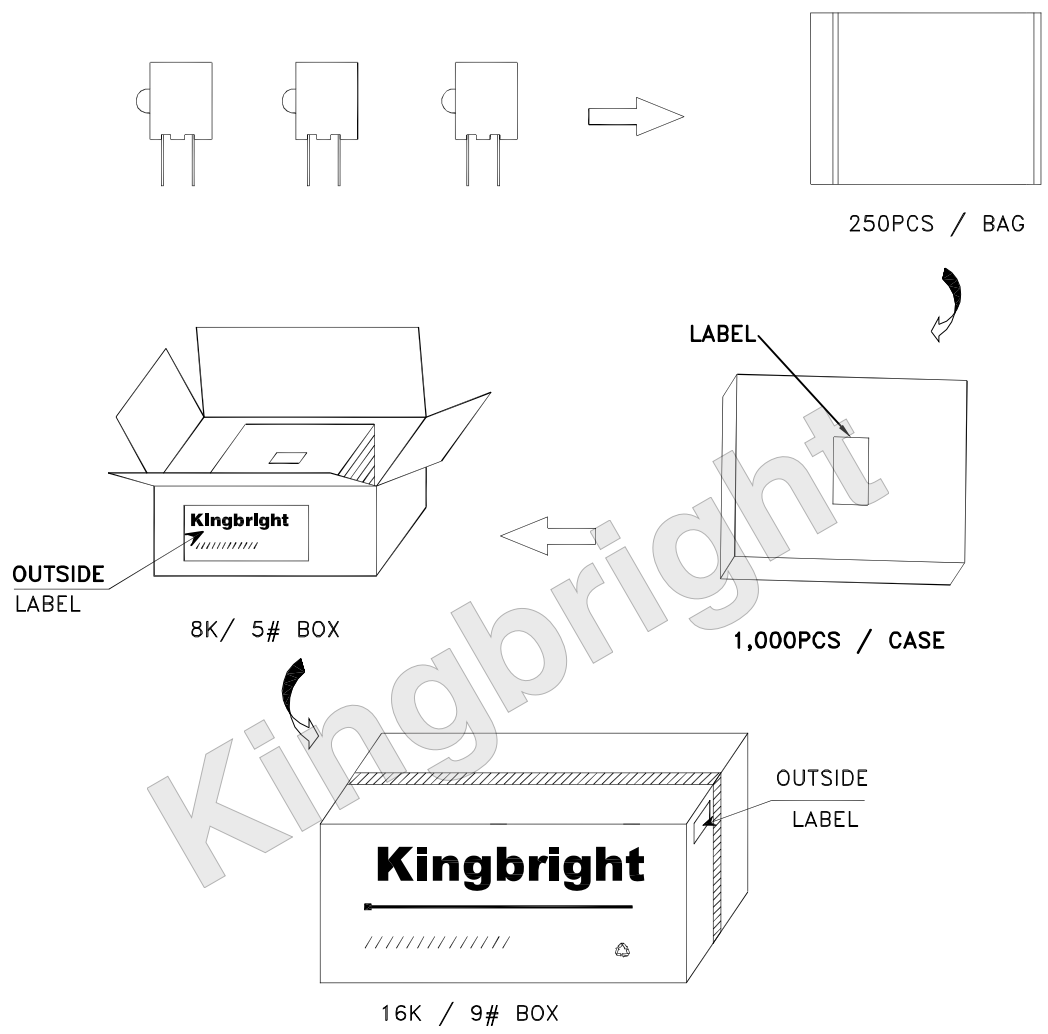 250PCS / BAG
LABEL
Kingbright
OUTSIDE
LABEL
8K/ 5# BOX
1,000PCS / CASE
Kingbright
OUTSIDE
LABEL
Kingbright
16K / 9# BOX